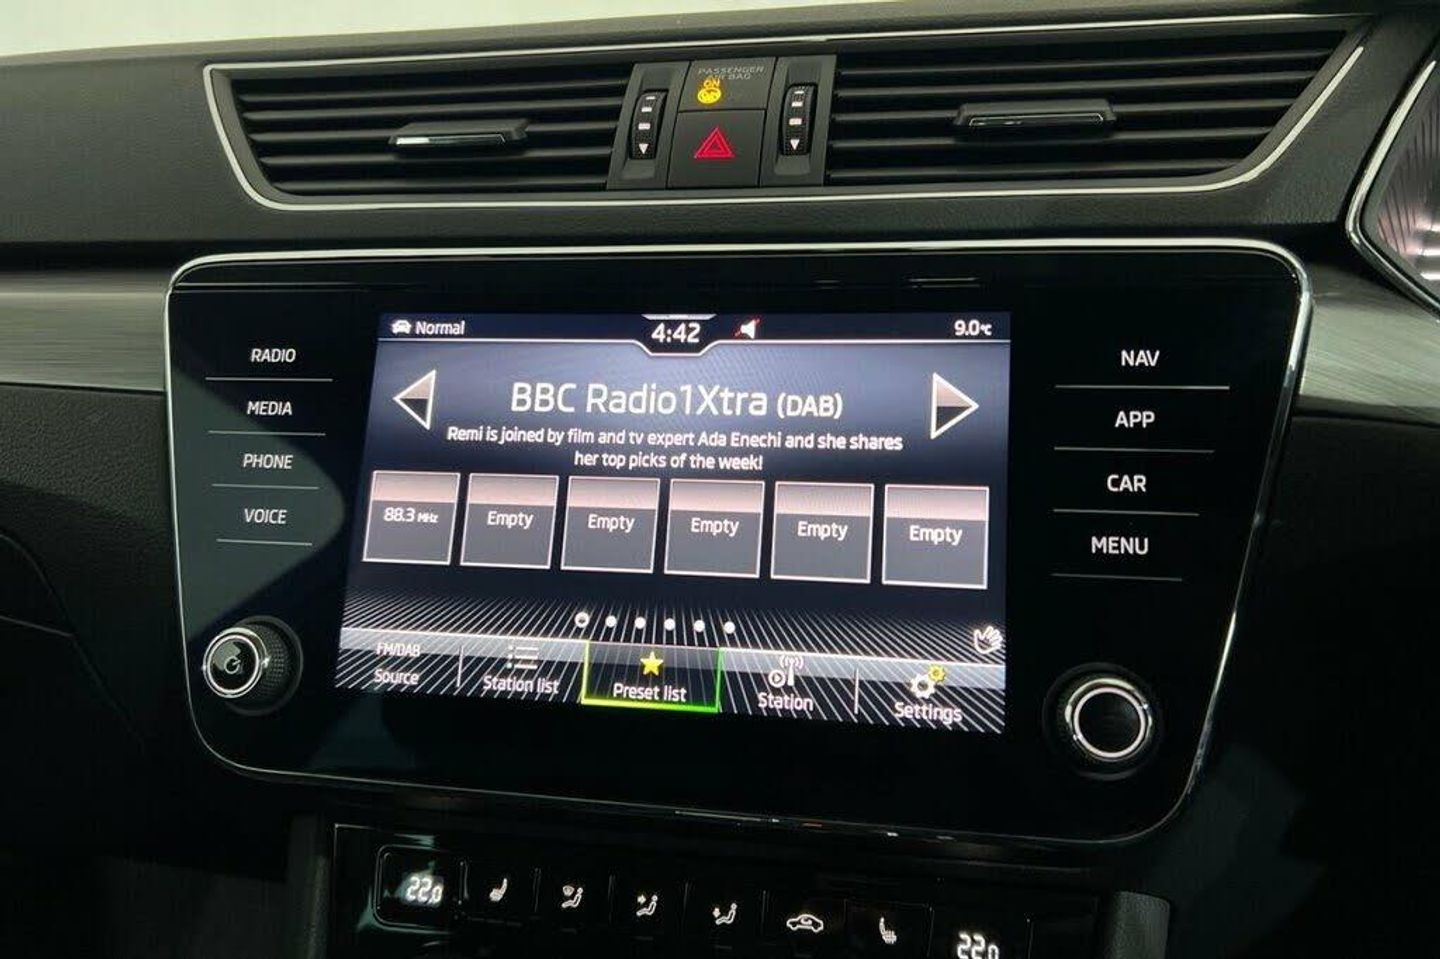 PASSENGER
AIR BAG
ON
Normal
4:42
9.0°C
RADIO
MEDIA
PHONE
VOICE
NAV
APP
CAR
MENU
BBC Radio1Xtra (DAB)
Remi is joined by film and tv expert Ada Enechi and she shares
her top picks of the week!
88.3 MHz
Empty
Empty
Empty
Empty
Empty
FM/DAB
Source
Station list
Preset list
Station
Settings
22.0
22.0